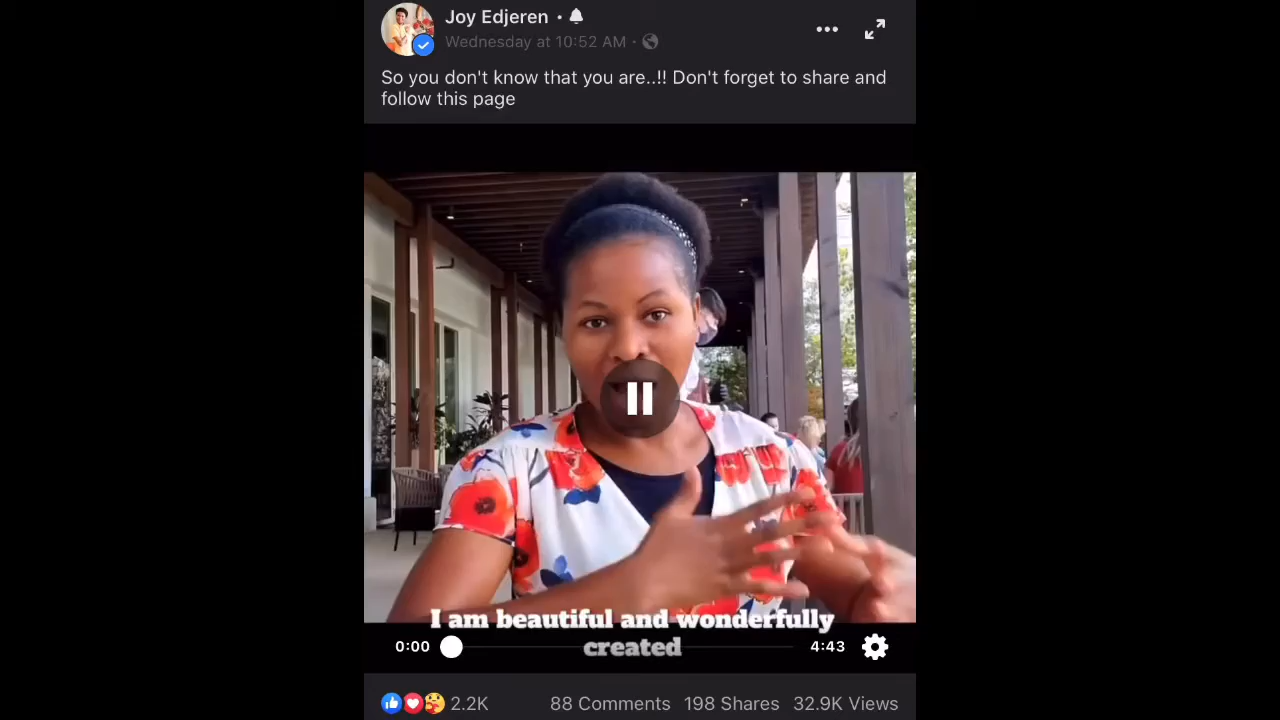 Joy Edjeren ·
Wednesday at 10:52 AM ·
So you don't know that you are..!! Don't forget to share and
follow this page
I am beautiful and wonderfully
created
0:00
4:43
2.2K 88 Comments 198 Shares 32.9K Views